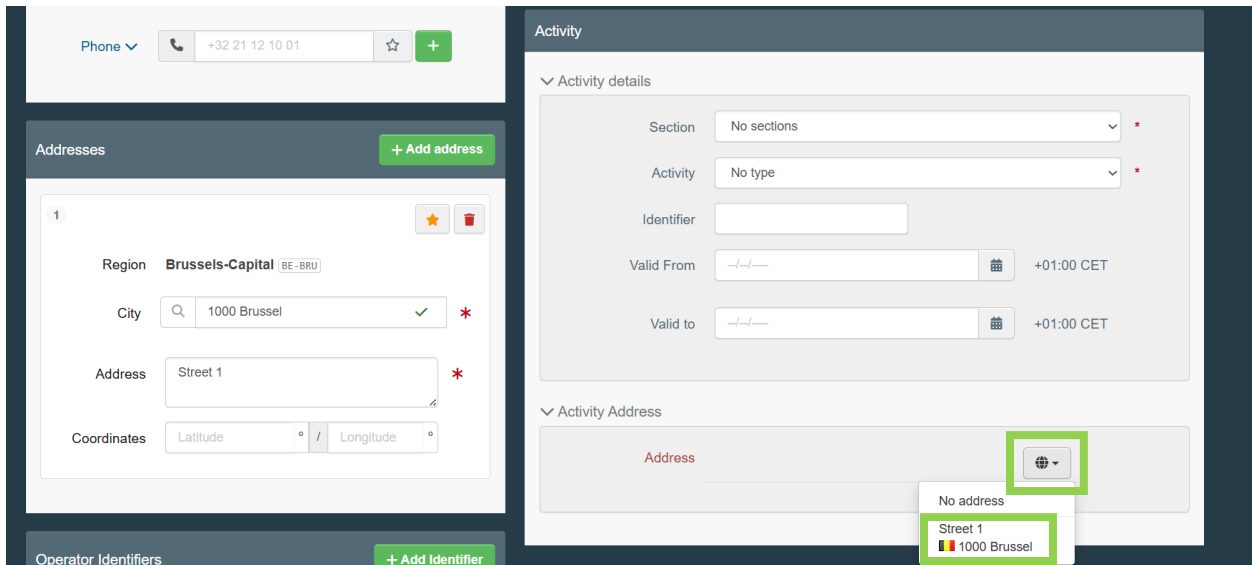 Phone
+32 21 12 10 01
+
Addresses
+ Add address
1
Region Brussels-Capital BE-BRU
City 1000 Brussel *
Address Street 1 *
Coordinates Latitude ° / Longitude °
Operator Identifiers
+ Add Identifier
Activity
Activity details
Section No sections *
Activity No type *
Identifier
Valid From --/--/---- +01:00 CET
Valid to --/--/---- +01:00 CET
Activity Address
Address
No address
Street 1
1000 Brussel